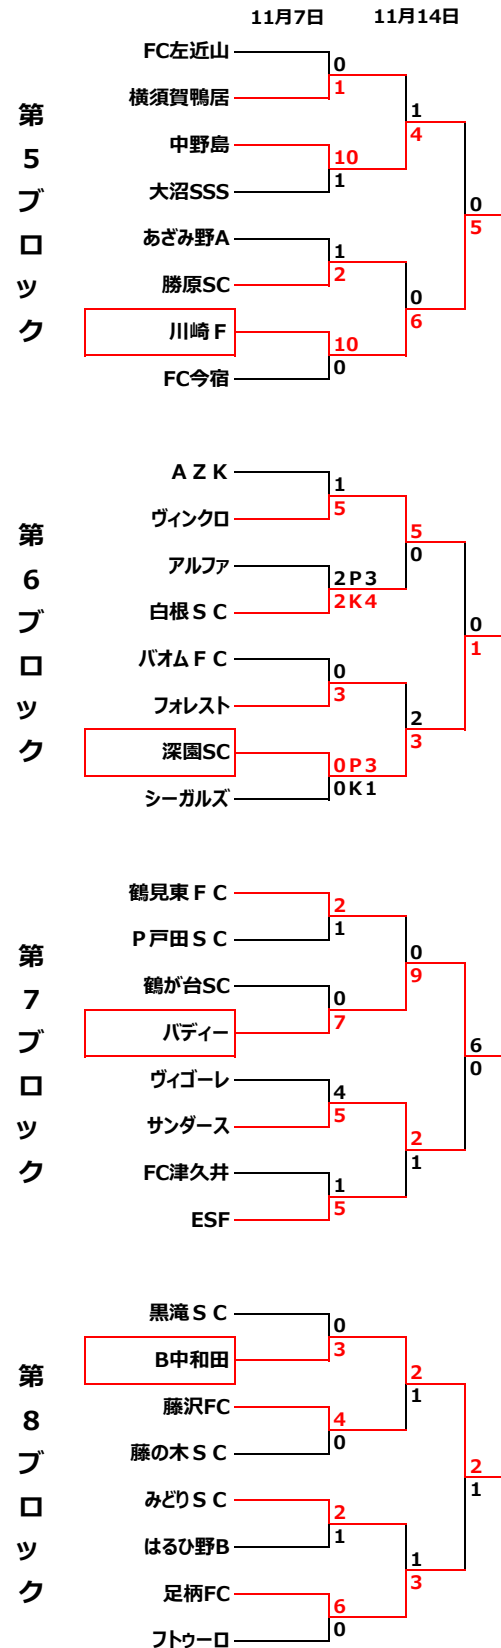 11月7日 11月14日
第5ブロック
FC左近山
0
横須賀鴨居
1
1
4
中野島
10
大沼SSS
1
0
5
あざみ野A
1
勝原SC
2
0
6
川崎F
10
FC今宿
0
第6ブロック
AZK
1
ヴィンクロ
5
5
0
アルファ
2P3
白根SC
2K4
0
1
バオムFC
0
フォレスト
3
2
3
深園SC
0P3
シーガルズ
0K1
第7ブロック
鶴見東FC
2
P戸田SC
1
0
9
鶴が台SC
0
バディー
7
6
0
ヴィゴーレ
4
サンダース
5
2
1
FC津久井
1
ESF
5
第8ブロック
黒滝SC
0
B中和田
3
2
1
藤沢FC
4
藤の木SC
0
2
1
みどりSC
2
はるひ野B
1
1
3
足柄FC
6
フトゥーロ
0